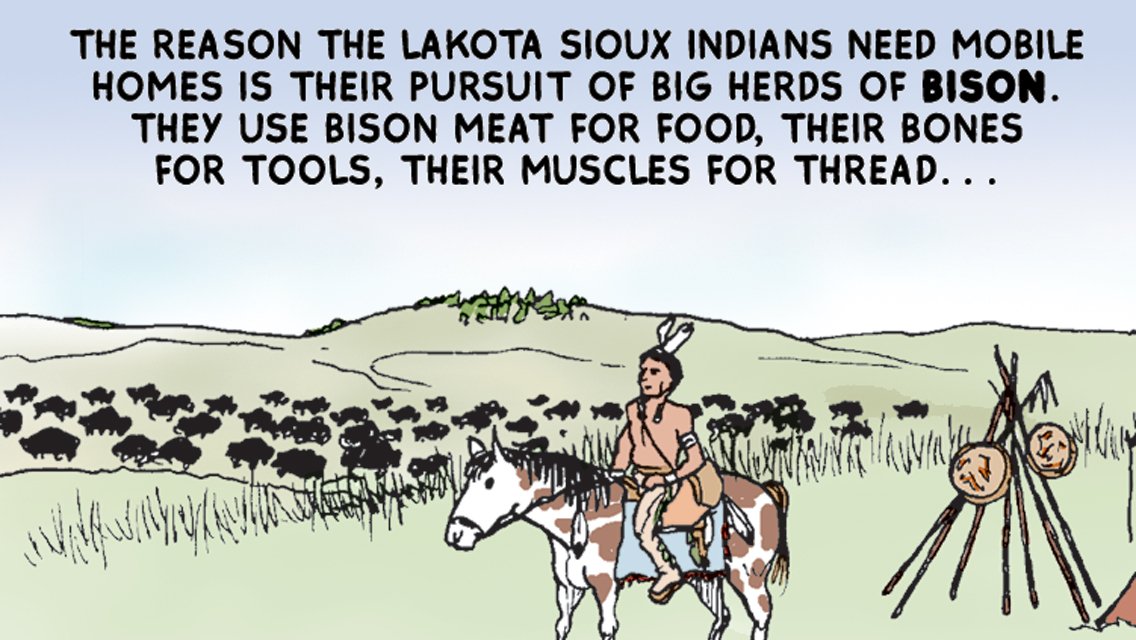 THE REASON THE LAKOTA SIOUX INDIANS NEED MOBILE
HOMES IS THEIR PURSUIT OF BIG HERDS OF BISON.
THEY USE BISON MEAT FOR FOOD, THEIR BONES
FOR TOOLS, THEIR MUSCLES FOR THREAD...